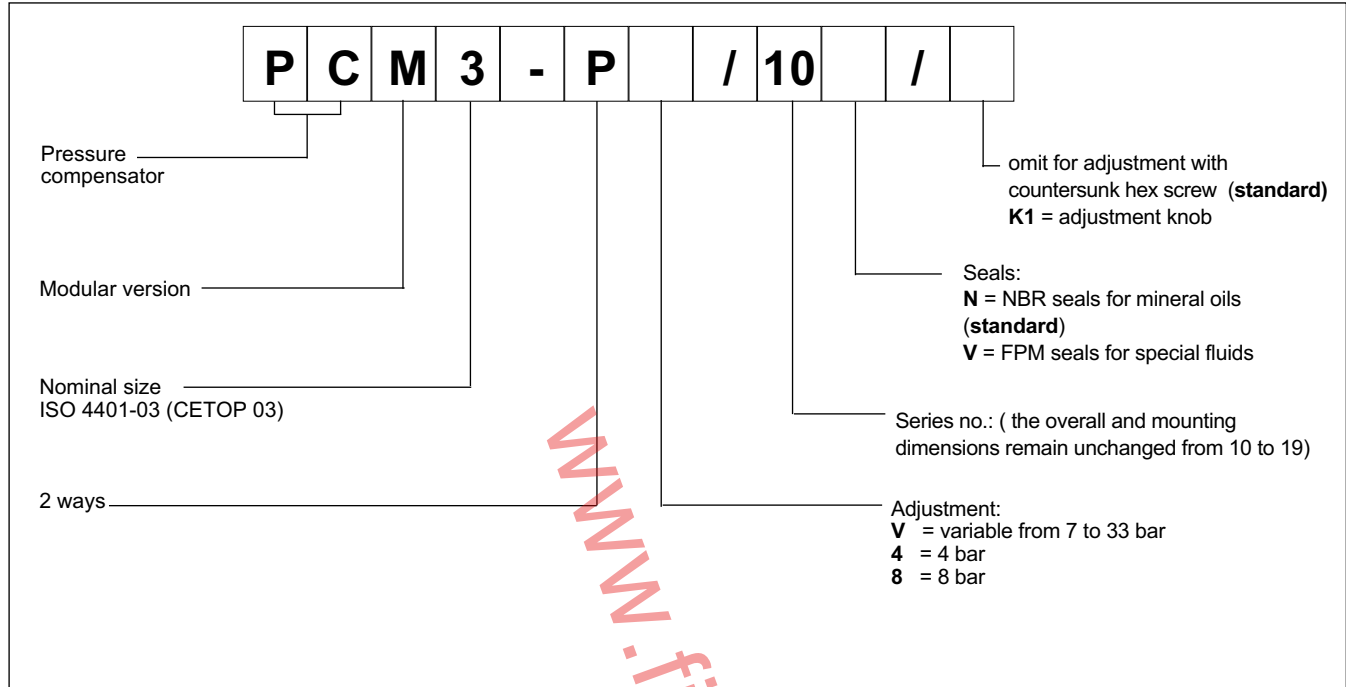 P C M 3 - P / 10 /
Pressure
compensator
Modular version
Nominal size
ISO 4401-03 (CETOP 03)
2 ways
omit for adjustment with
countersunk hex screw (standard)
K1 = adjustment knob
Seals:
N = NBR seals for mineral oils
(standard)
V = FPM seals for special fluids
Series no.: ( the overall and mounting
dimensions remain unchanged from 10 to 19)
Adjustment:
V = variable from 7 to 33 bar
4 = 4 bar
8 = 8 bar